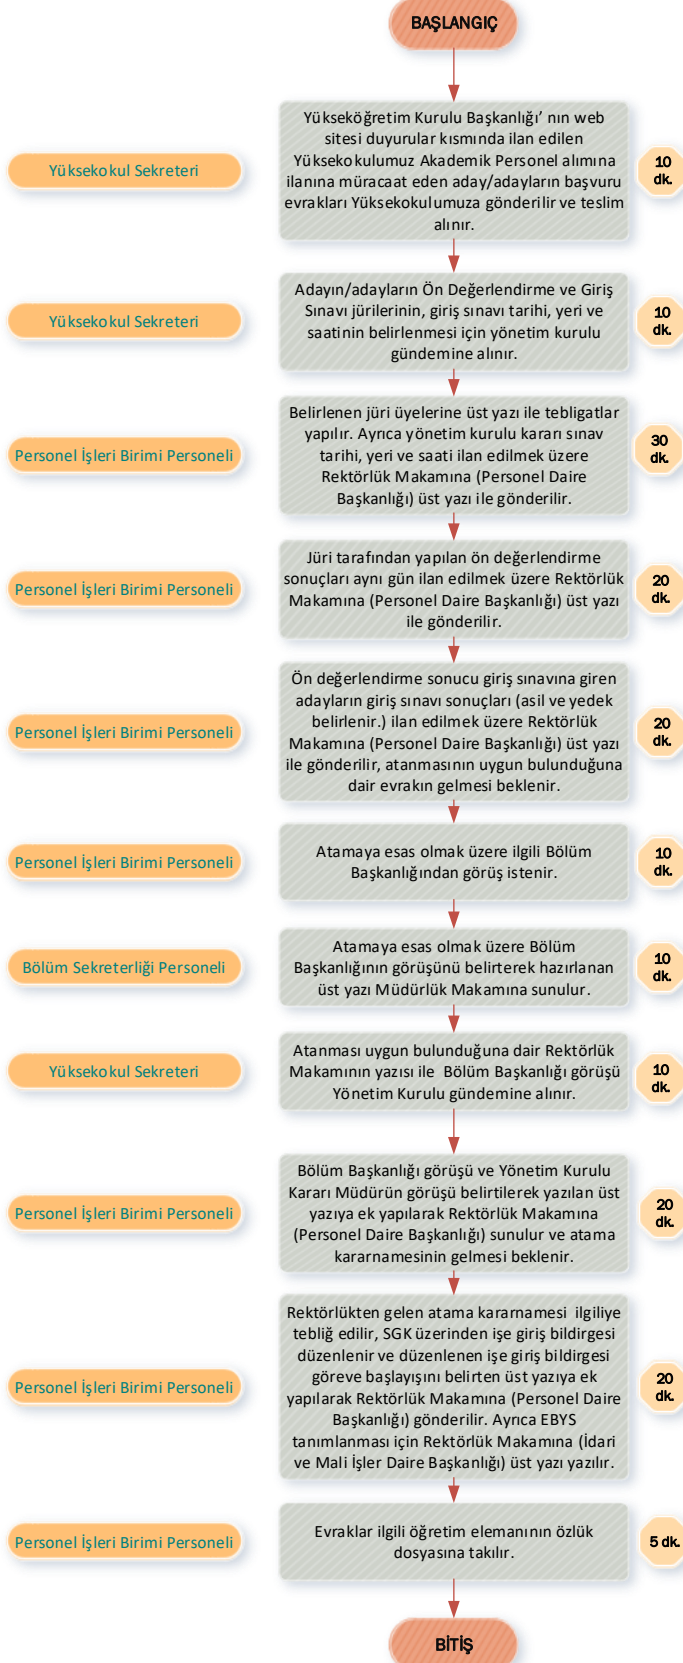 BAŞLANGIÇ
Yüksekokul Sekreteri
Yükseköğretim Kurulu Başkanlığı’ nın web
sitesi duyurular kısmında ilan edilen
Yüksekokulumuz Akademik Personel alımına
ilanına müracaat eden aday/adayların başvuru
evrakları Yüksekokulumuza gönderilir ve teslim
alınır.
10
dk.
Yüksekokul Sekreteri
Adayın/adayların Ön Değerlendirme ve Giriş
Sınavı jürilerinin, giriş sınavı tarihi, yeri ve
saatinin belirlenmesi için yönetim kurulu
gündemine alınır.
10
dk.
Personel İşleri Birimi Personeli
Belirlenen jüri üyelerine üst yazı ile tebligatlar
yapılır. Ayrıca yönetim kurulu kararı sınav
tarihi, yeri ve saati ilan edilmek üzere
Rektörlük Makamına (Personel Daire
Başkanlığı) üst yazı ile gönderilir.
30
dk.
Personel İşleri Birimi Personeli
Jüri tarafından yapılan ön değerlendirme
sonuçları aynı gün ilan edilmek üzere Rektörlük
Makamına (Personel Daire Başkanlığı) üst yazı
ile gönderilir.
20
dk.
Personel İşleri Birimi Personeli
Ön değerlendirme sonucu giriş sınavına giren
adayların giriş sınavı sonuçları (asil ve yedek
belirlenir.) ilan edilmek üzere Rektörlük
Makamına (Personel Daire Başkanlığı) üst yazı
ile gönderilir, atanmasının uygun bulunduğuna
dair evrakın gelmesi beklenir.
20
dk.
Personel İşleri Birimi Personeli
Atamaya esas olmak üzere ilgili Bölüm
Başkanlığından görüş istenir.
10
dk.
Bölüm Sekreterliği Personeli
Atamaya esas olmak üzere Bölüm
Başkanlığının görüşünü belirterek hazırlanan
üst yazı Müdürlük Makamına sunulur.
10
dk.
Yüksekokul Sekreteri
Atanması uygun bulunduğuna dair Rektörlük
Makamının yazısı ile Bölüm Başkanlığı görüşü
Yönetim Kurulu gündemine alınır.
10
dk.
Personel İşleri Birimi Personeli
Bölüm Başkanlığı görüşü ve Yönetim Kurulu
Kararı Müdürün görüşü belirtilerek yazılan üst
yazıya ek yapılarak Rektörlük Makamına
(Personel Daire Başkanlığı) sunulur ve atama
kararnamesinin gelmesi beklenir.
20
dk.
Personel İşleri Birimi Personeli
Rektörlükten gelen atama kararnamesi ilgiliye
tebliğ edilir, SGK üzerinden işe giriş bildirgesi
düzenlenir ve düzenlenen işe giriş bildirgesi
göreve başlayışını belirten üst yazıya ek
yapılarak Rektörlük Makamına (Personel Daire
Başkanlığı) gönderilir. Ayrıca EBYS
tanımlanması için Rektörlük Makamına (İdari
ve Mali İşler Daire Başkanlığı) üst yazı yazılır.
20
dk.
Personel İşleri Birimi Personeli
Evraklar ilgili öğretim elemanının özlük
dosyasına takılır.
5 dk.
BİTİŞ